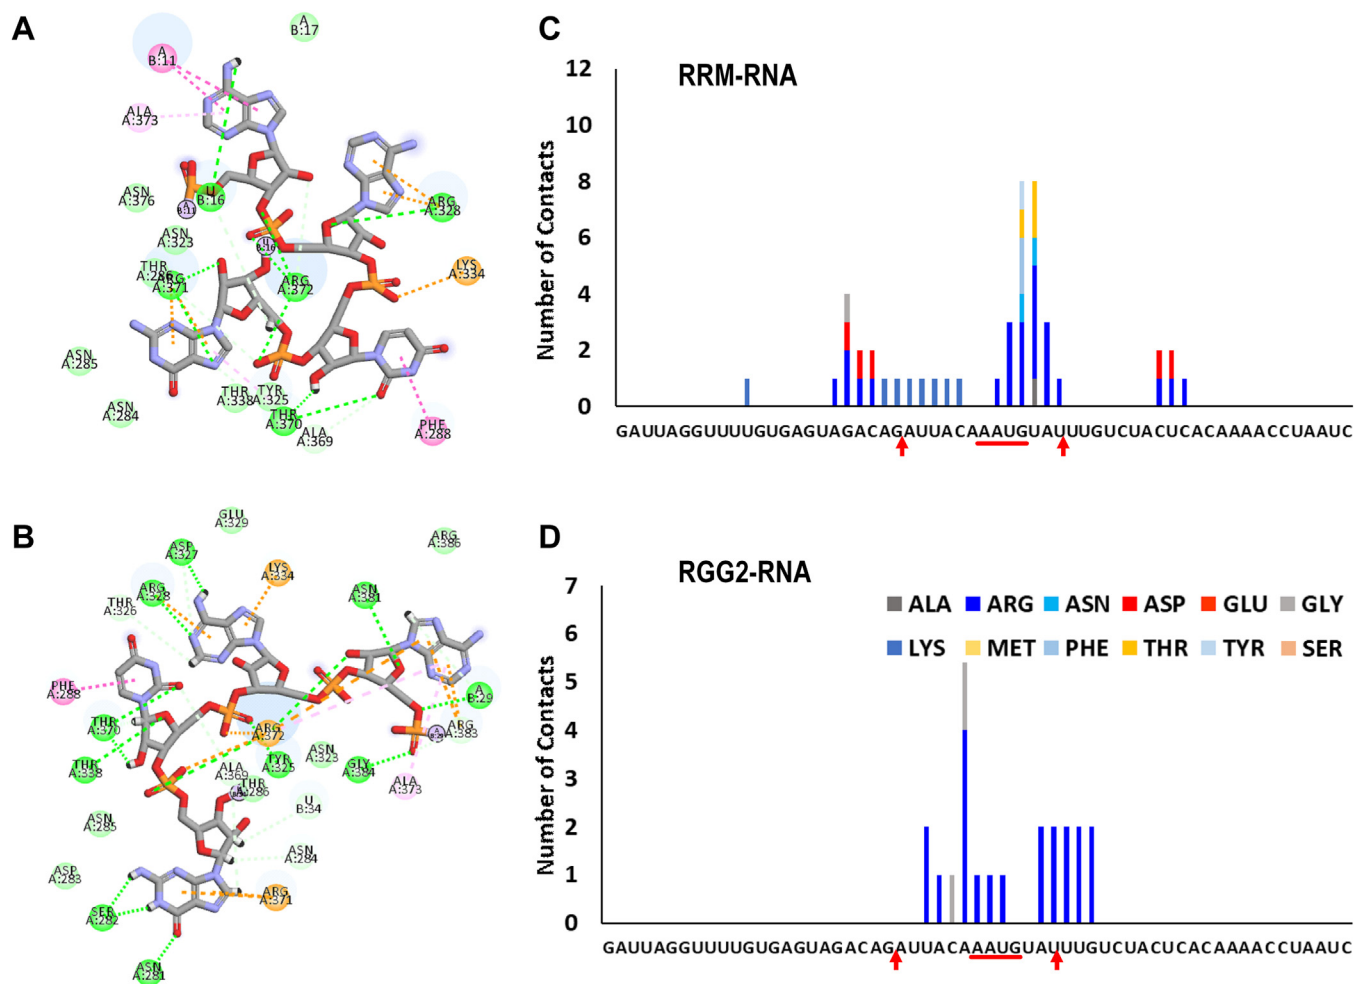 A
A
B:17
A
B:11
ALA
A:373
ASN
A:376
U
B:16
A
B:11
ARG
A:328
ASN
A:323
U
B:16
THR
A:286
ARG
A:371
ARG
A:372
LYS
A:334
ASN
A:285
ASN
A:284
THR
A:338
TYR
A:325
THR
A:370
ALA
A:369
PHE
A:288
B
GLU
A:329
ASP
A:327
ARG
A:386
LYS
A:334
ARG
A:328
THR
A:326
ASN
A:381
PHE
A:288
A
B:29
THR
A:370
ARG
A:372
ARG
A:383
ASN
A:323
TYR
A:325
GLY
A:384
THR
A:338
ALA
A:369
THR
A:286
ALA
A:373
U
B:34
ASN
A:285
ASN
A:284
ASP
A:283
ARG
A:371
SER
A:282
ASN
A:281
C
RRM-RNA
Number of Contacts
12
10
8
6
4
2
0
GAUUAGGUUUUGUGAGUAGACAGAUUACAAAUGUAUUUGUCUACUCACAAAACCUAAUC
D
RGG2-RNA
Number of Contacts
7
6
5
4
3
2
1
0
ALA ARG ASN ASP GLU GLY
LYS MET PHE THR TYR SER
GAUUAGGUUUUGUGAGUAGACAGAUUACAAAUGUAUUUGUCUACUCACAAAACCUAAUC